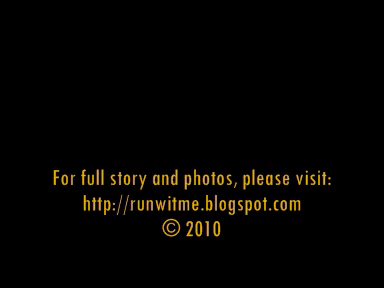 For full story and photos, please visit:
http://runwitme.blogspot.com
© 2010